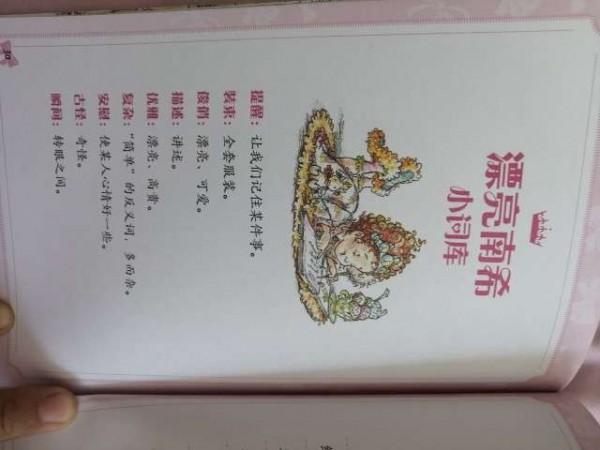 漂亮南希
小词库
提醒：让我们记住某件事。
装束：全套服装。
俊俏：漂亮、可爱。
描述：讲述。
优雅：漂亮、高贵。
复杂：“简单”的反义词，多而杂。
安慰：使某人心情好一些。
古怪：奇怪。
瞬间：转眼之间。
30